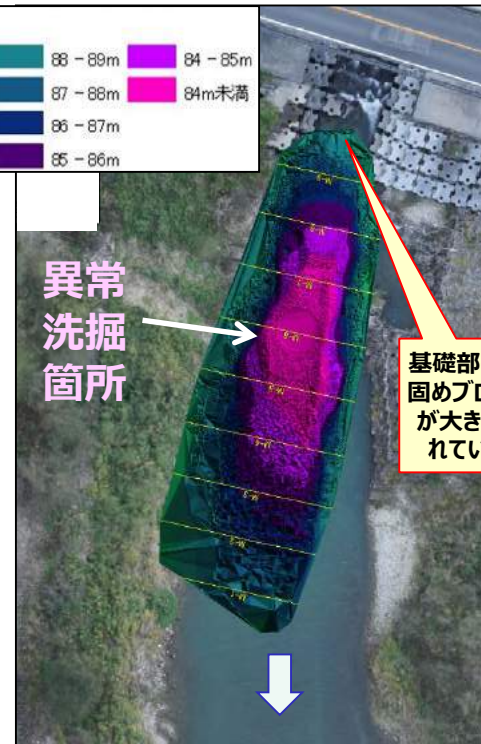 88 - 89m
84 - 85m
87 - 88m
84m未満
86 - 87m
85 - 86m
異常
洗掘
箇所
基礎部
固めブロ
が大き
れてい